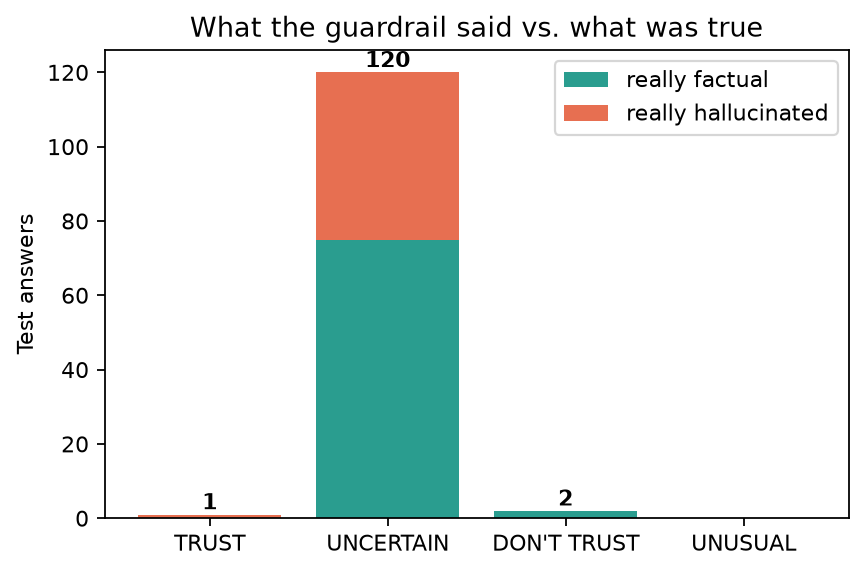 What the guardrail said vs. what was true
120
really factual
really hallucinated
1
2
Test answers
120
100
80
60
40
20
0
TRUST
UNCERTAIN
DON'T TRUST
UNUSUAL